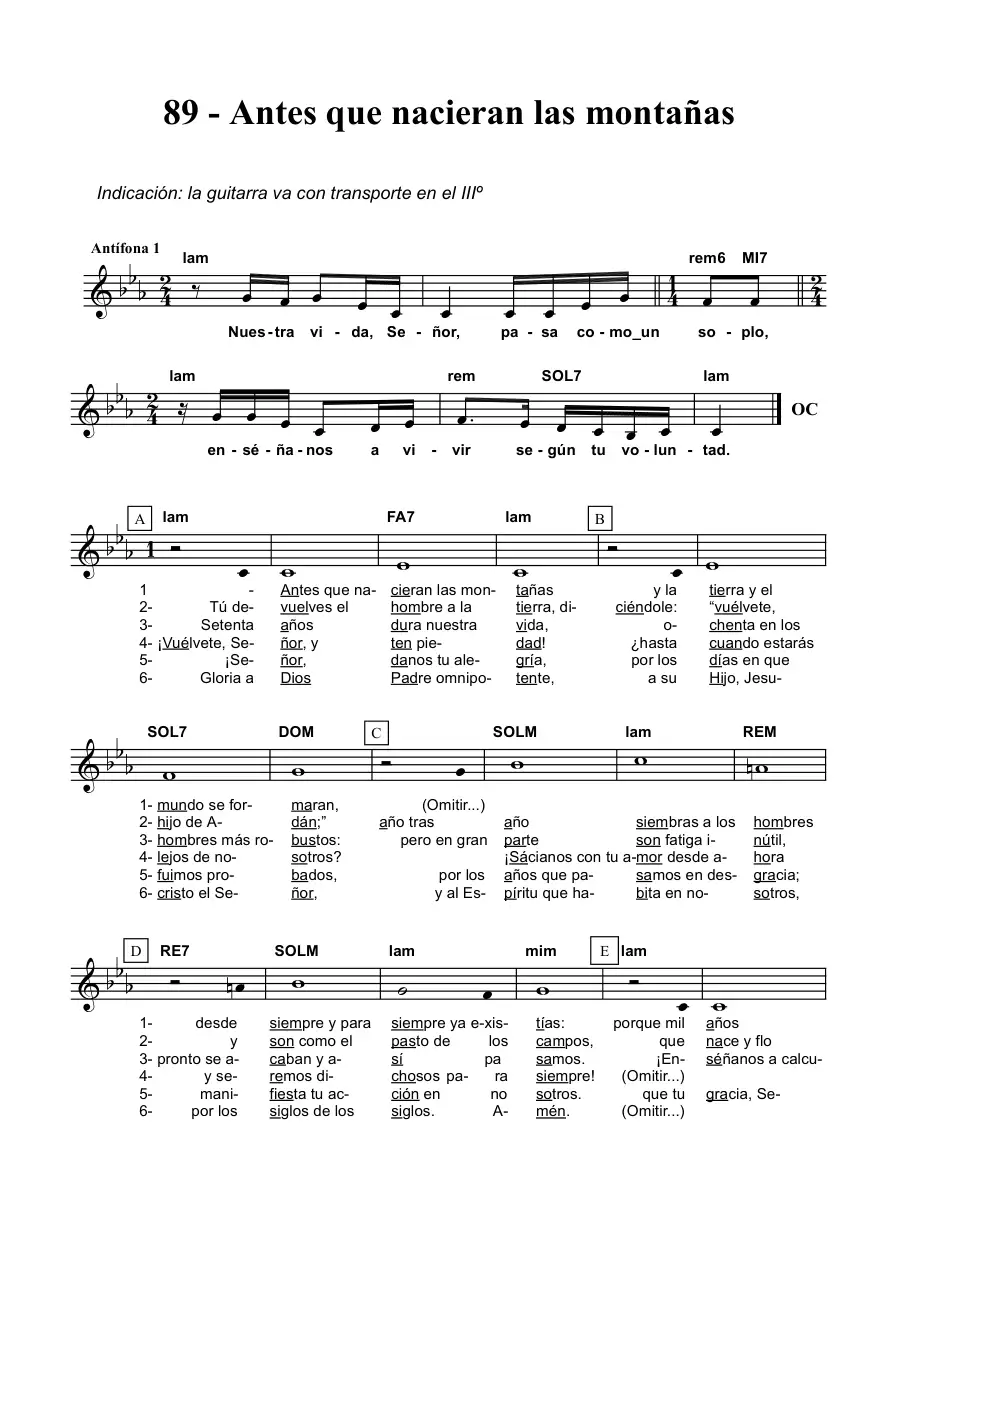 89 - Antes que nacieran las montañas
Indicación: la guitarra va con transporte en el IIIº
Antífona 1
lam rem6 MI7
2 4 1 4 2 4
Nues - tra vi - da, Se - ñor, pa - sa co - mo_un so - plo,
lam rem SOL7 lam
2 4 OC
en - sé - ña - nos a vi - vir se - gún tu vo - lun - tad.
A lam FA7 lam B
1
1 - Antes que na- cieran las mon- tañas y la tierra y el
2- Tú de- vuelves el hombre a la tierra, di- ciéndole: “vuélvete,
3- Setenta años dura nuestra vida, o- chenta en los
4- ¡Vuélvete, Se- ñor, y ten pie- dad! ¿hasta cuando estarás
5- ¡Se- ñor, danos tu ale- gría, por los días en que
6- Gloria a Dios Padre omnipo- tente, a su Hijo, Jesu-
SOL7 DOM C SOLM lam REM
1- mundo se for- maran, (Omitir...)
2- hijo de A- dán;” año tras año siembras a los hombres
3- hombres más ro- bustos: pero en gran parte son fatiga i- nútil,
4- lejos de no- sotros? ¡Sácianos con tu a-mor desde a- hora
5- fuimos pro- bados, por los años que pa- samos en des- gracia;
6- cristo el Se- ñor, y al Es- píritu que ha- bita en no- sotros,
D RE7 SOLM lam mim E lam
1- desde siempre y para siempre ya e-xis- tías: porque mil años
2- y son como el pasto de los campos, que nace y flo
3- pronto se a- caban y a- sí pa samos. ¡En- séñanos a calcu-
4- y se- remos di- chosos pa- ra siempre! (Omitir...)
5- mani- fiesta tu ac- ción en no sotros. que tu gracia, Se-
6- por los siglos de los siglos. A- mén. (Omitir...)